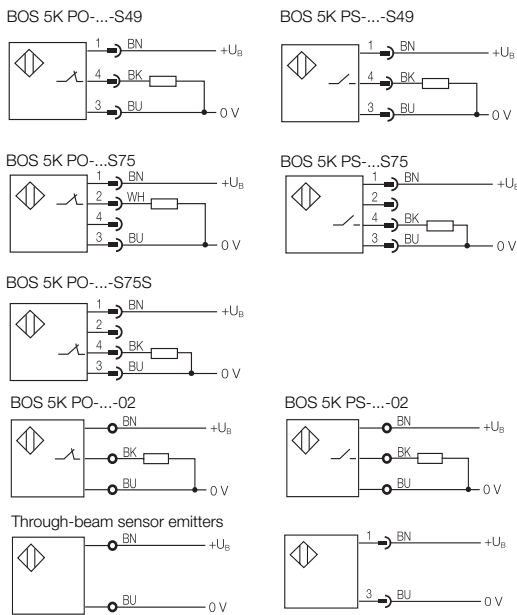 BOS 5K PO-...-S49
1 BN +UB
4 BK
3 BU 0 V
BOS 5K PS-...-S49
1 BN +UB
4 BK
3 BU 0 V
BOS 5K PO-...S75
1 BN +UB
2 WH
4
3 BU 0 V
BOS 5K PS-...S75
1 BN +UB
2
4 BK
3 BU 0 V
BOS 5K PO-...-S75S
1 BN +UB
2
4 BK
3 BU 0 V
BOS 5K PO-...-02
BN +UB
BK
BU 0 V
BOS 5K PS-...-02
BN +UB
BK
BU 0 V
Through-beam sensor emitters
BN +UB
BU 0 V
1 BN +UB
3 BU 0 V